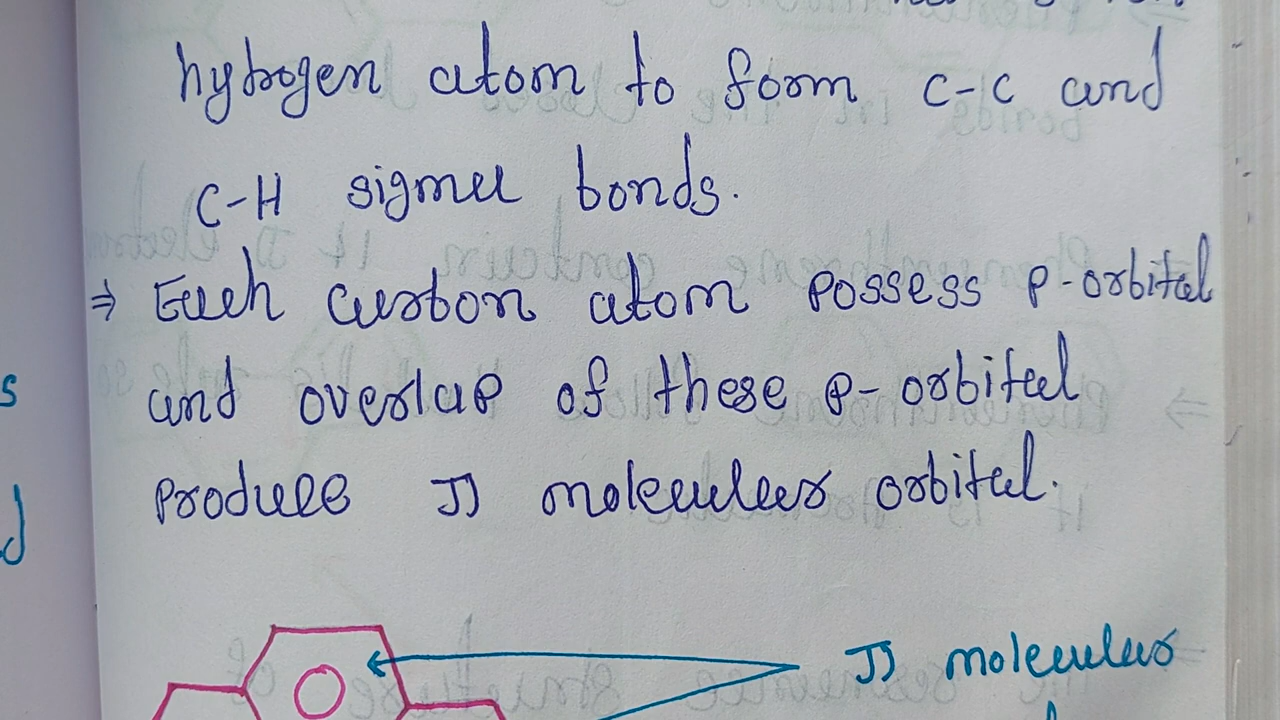 hybrogen atom to form C-C and
C-H sigma bonds.
⇒ Each carbon atom possess p-orbital
and overlap of these p-orbital
produce π molecular orbital.
π molecular
s